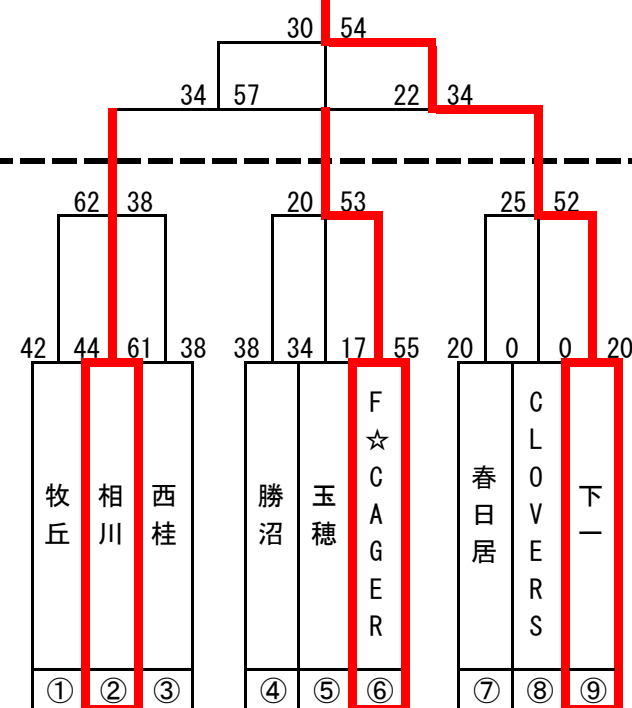 30 54
34 57 22 34
62 38 20 53 25 52
42 44 61 38 38 34 17 55 20 0 0 20
牧丘
相川
西桂
勝沼
玉穂
F☆CAGER
春日居
CLOVERS
下一
① ② ③ ④ ⑤ ⑥ ⑦ ⑧ ⑨